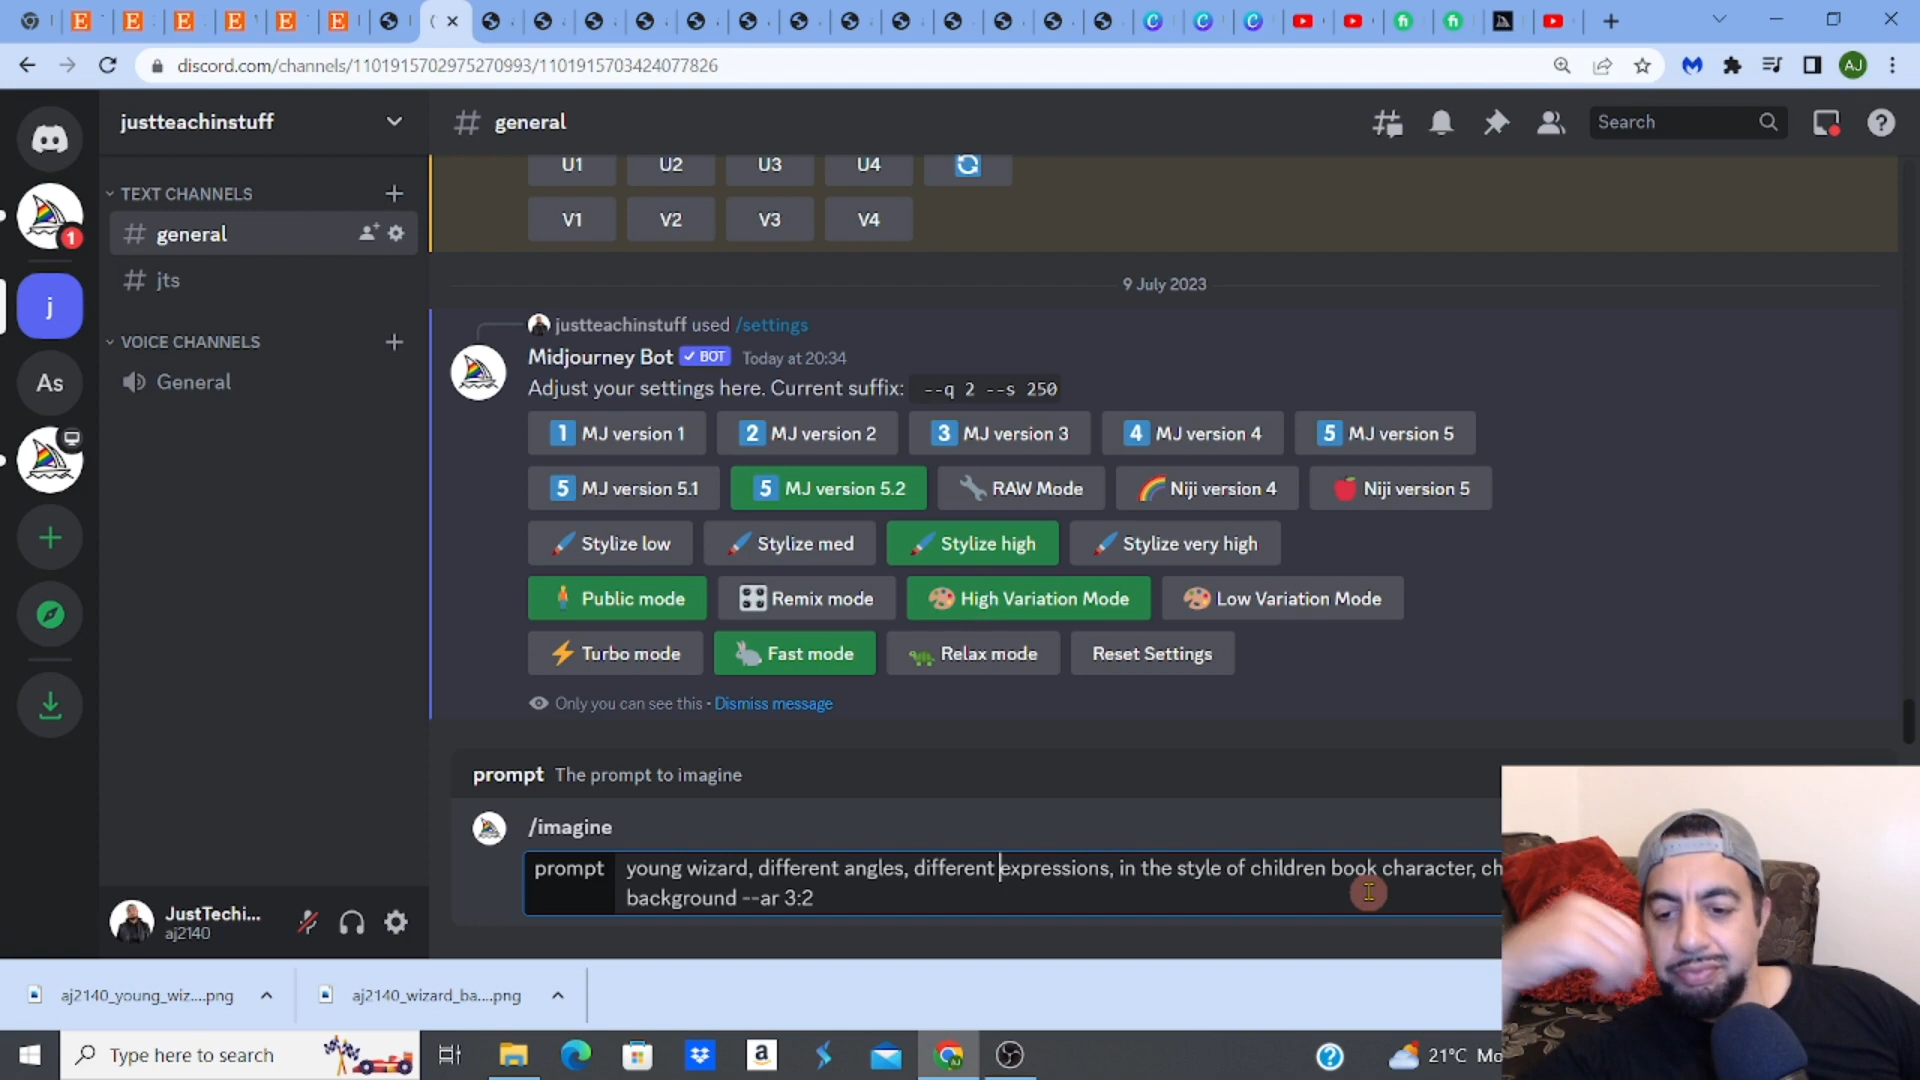 discord.com/channels/1101915702975270993/1101915703424077826
AJ
justteachinstuff
general
Search
TEXT CHANNELS
general
jts
VOICE CHANNELS
General
1
j
As
U1 U2 U3 U4
V1 V2 V3 V4
9 July 2023
justteachinstuff used /settings
Midjourney Bot BOT Today at 20:34
Adjust your settings here. Current suffix: --q 2 --s 250
1 MJ version 1 2 MJ version 2 3 MJ version 3 4 MJ version 4 5 MJ version 5
5 MJ version 5.1 5 MJ version 5.2 RAW Mode Niji version 4 Niji version 5
Stylize low Stylize med Stylize high Stylize very high
Public mode Remix mode High Variation Mode Low Variation Mode
Turbo mode Fast mode Relax mode Reset Settings
Only you can see this • Dismiss message
prompt The prompt to imagine
/imagine
prompt young wizard, different angles, different expressions, in the style of children book character, ch
background --ar 3:2
JustTechi...
aj2140
aj2140_young_wiz....png
aj2140_wizard_ba....png
Type here to search
21°C Mo